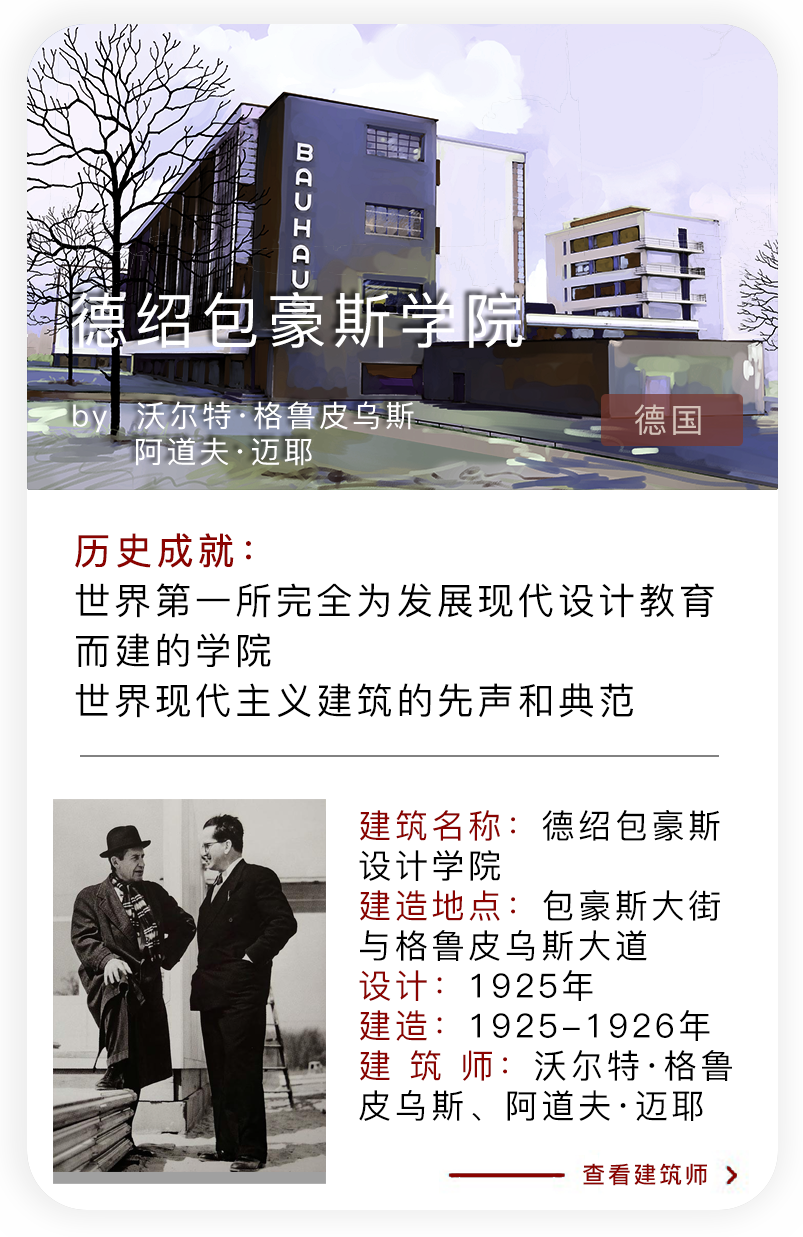 BAUHAU
德绍包豪斯学院
by 沃尔特·格鲁皮乌斯
阿道夫·迈耶
德国
历史成就：
世界第一所完全为发展现代设计教育
而建的学院
世界现代主义建筑的先声和典范
建筑名称：德绍包豪斯
设计学院
建造地点：包豪斯大街
与格鲁皮乌斯大道
设计：1925年
建造：1925-1926年
建 筑 师：沃尔特·格鲁
皮乌斯、阿道夫·迈耶
查看建筑师 >